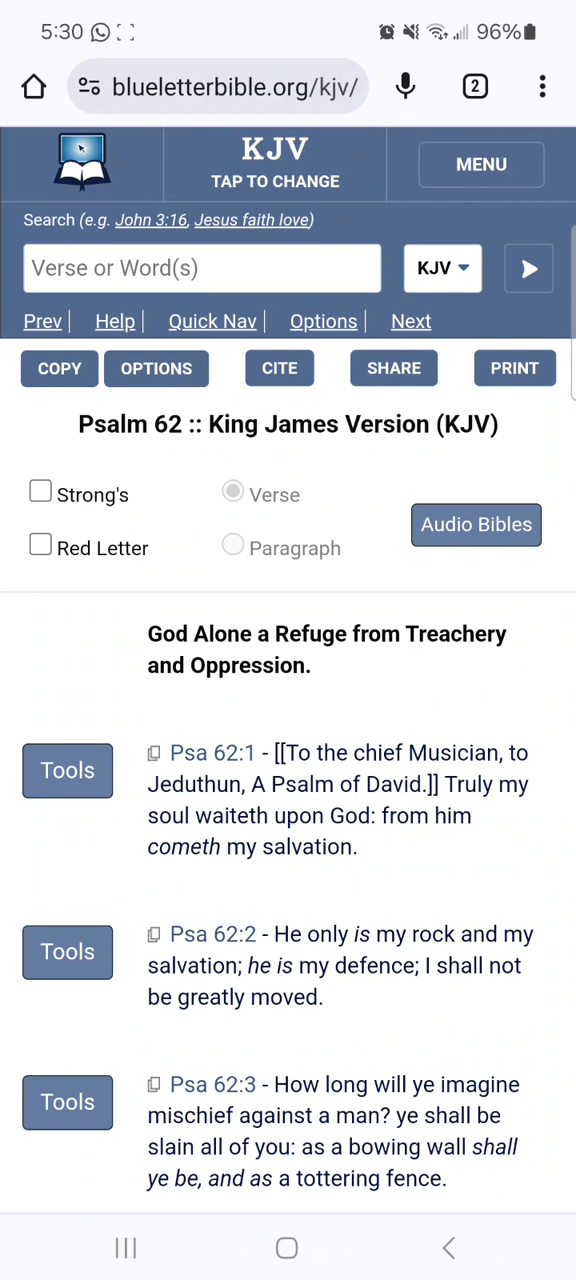 5:30 96%
blueletterbible.org/kjv/ 2
KJV
TAP TO CHANGE
MENU
Search (e.g. John 3:16, Jesus faith love)
Verse or Word(s) KJV
Prev | Help | Quick Nav | Options | Next
COPY OPTIONS CITE SHARE PRINT
Psalm 62 :: King James Version (KJV)
Strong's Verse
Audio Bibles
Red Letter Paragraph
God Alone a Refuge from Treachery
and Oppression.
Tools
Psa 62:1 - [[To the chief Musician, to
Jeduthun, A Psalm of David.]] Truly my
soul waiteth upon God: from him
cometh my salvation.
Tools
Psa 62:2 - He only is my rock and my
salvation; he is my defence; I shall not
be greatly moved.
Tools
Psa 62:3 - How long will ye imagine
mischief against a man? ye shall be
slain all of you: as a bowing wall shall
ye be, and as a tottering fence.